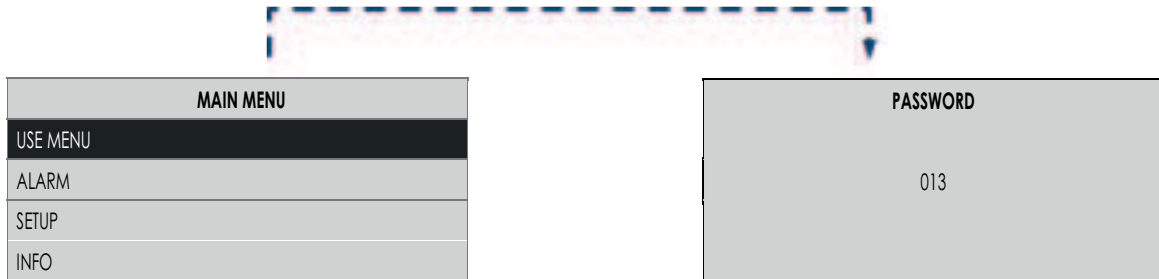 MAIN MENU
USE MENU
ALARM
SETUP
INFO
PASSWORD
013